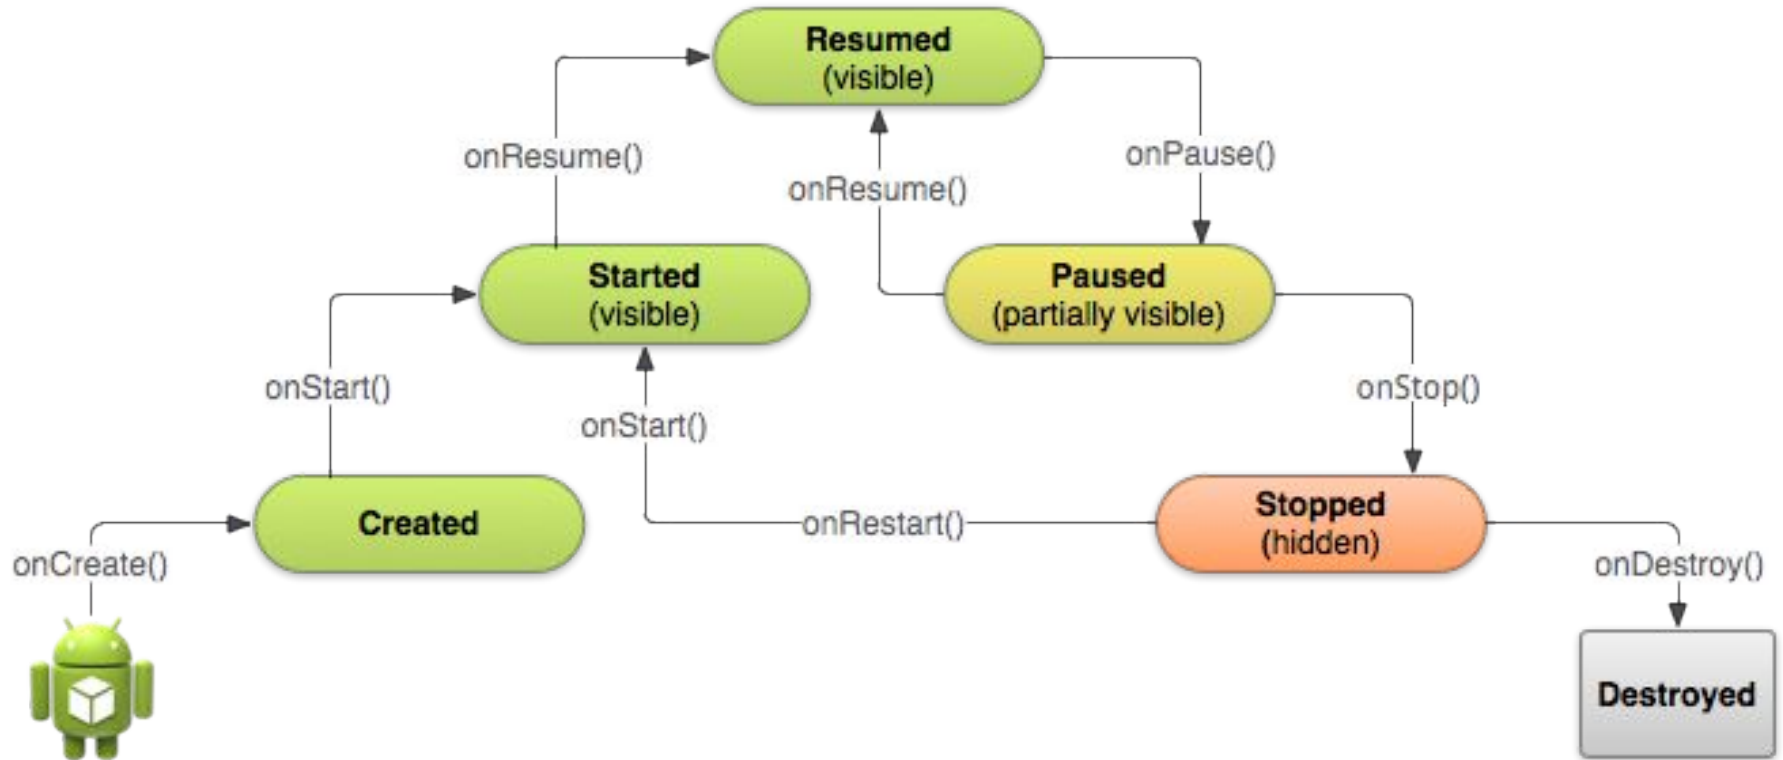 Resumed
(visible)
onResume()
onPause()
onResume()
Started
(visible)
Paused
(partially visible)
onStart()
onStop()
onStart()
Created
onRestart()
Stopped
(hidden)
onCreate()
onDestroy()
Destroyed